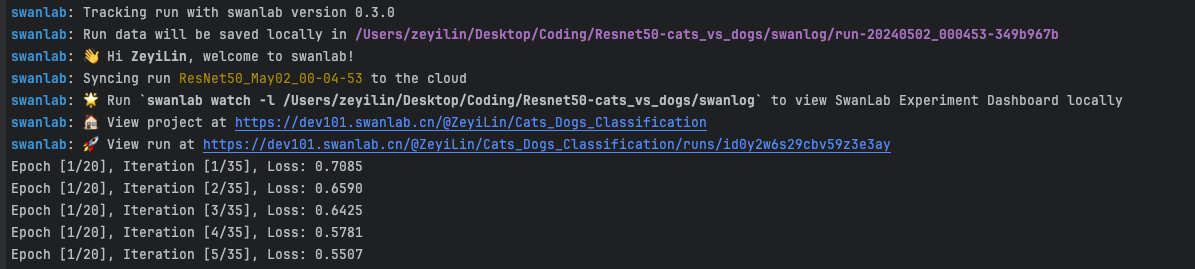 swanlab: Tracking run with swanlab version 0.3.0
swanlab: Run data will be saved locally in /Users/zeyilin/Desktop/Coding/Resnet50-cats_vs_dogs/swanlog/run-20240502_000453-349b967b
swanlab: 👋 Hi ZeyiLin, welcome to swanlab!
swanlab: Syncing run ResNet50_May02_00-04-53 to the cloud
swanlab: 🌟 Run `swanlab watch -l /Users/zeyilin/Desktop/Coding/Resnet50-cats_vs_dogs/swanlog` to view SwanLab Experiment Dashboard locally
swanlab: 🏠 View project at https://dev101.swanlab.cn/@ZeyiLin/Cats_Dogs_Classification
swanlab: 🚀 View run at https://dev101.swanlab.cn/@ZeyiLin/Cats_Dogs_Classification/runs/id0y2w6s29cbv59z3e3ay
Epoch [1/20], Iteration [1/35], Loss: 0.7085
Epoch [1/20], Iteration [2/35], Loss: 0.6590
Epoch [1/20], Iteration [3/35], Loss: 0.6425
Epoch [1/20], Iteration [4/35], Loss: 0.5781
Epoch [1/20], Iteration [5/35], Loss: 0.5507